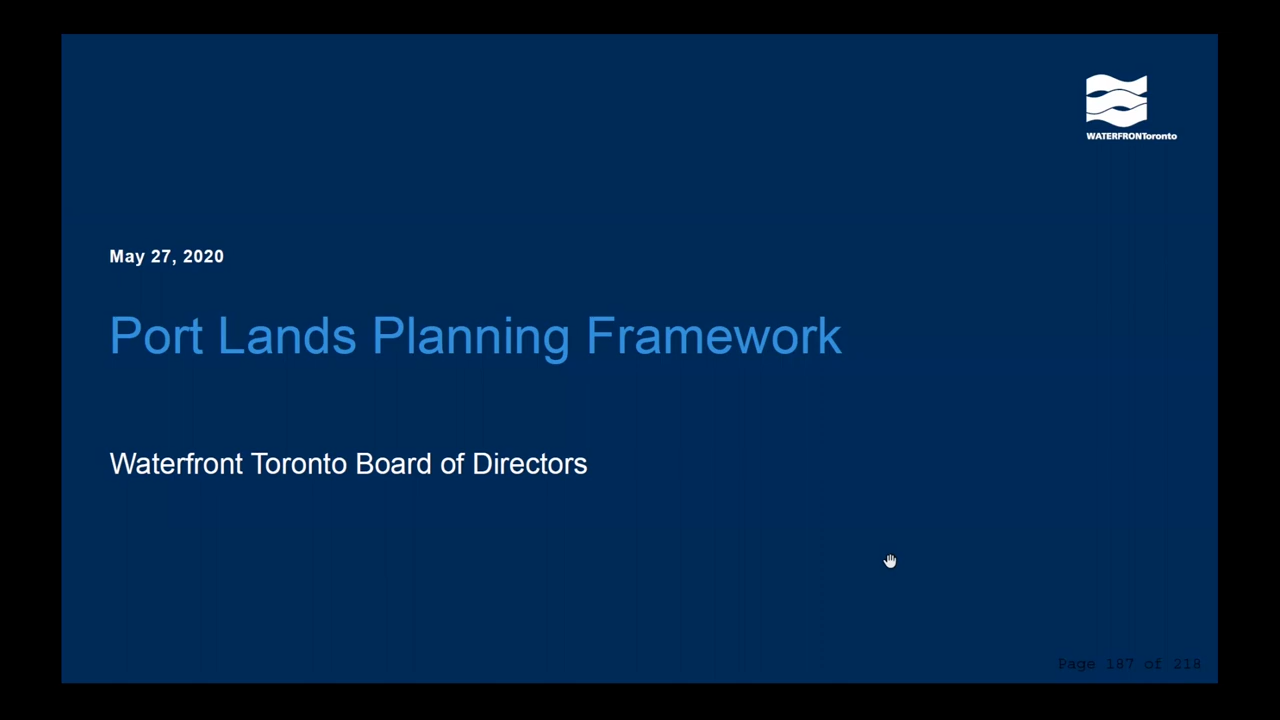 WATERFRONToronto
May 27, 2020
Port Lands Planning Framework
Waterfront Toronto Board of Directors
Page 187 of 218